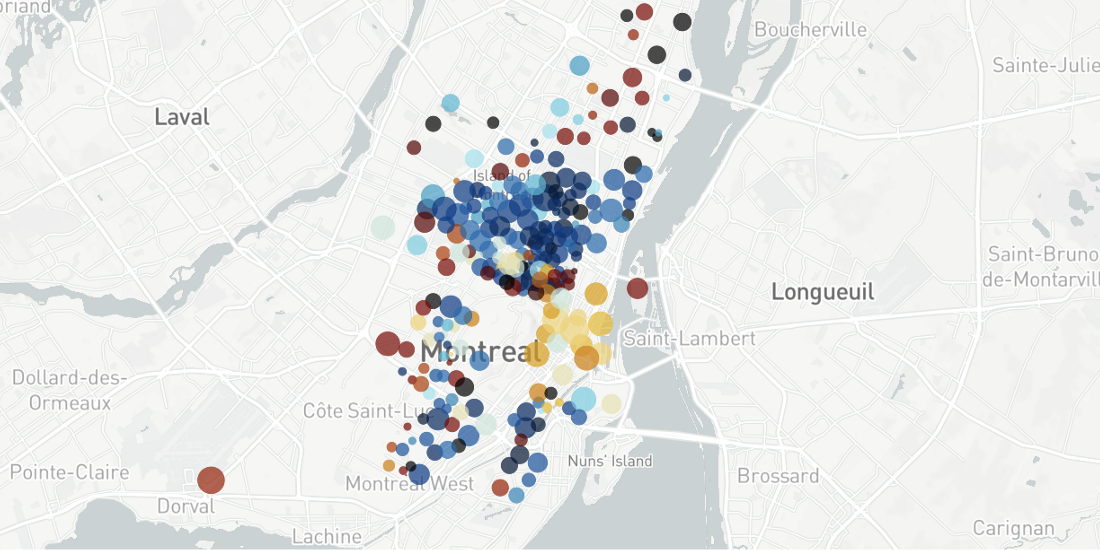 Boucherville
Sainte-Julie
Laval
Island of
Saint-Bruno
de-Montarvill
Longueuil
Saint-Lambert
Montreal
Dollard-des-
Ormeaux
Côte Saint-Luc
Pointe-Claire
Nuns' Island
Brossard
Montreal West
Dorval
Lachine
Carignan